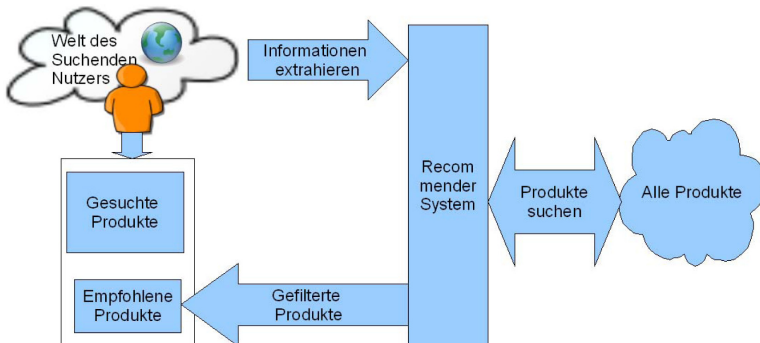 Welt des
Suchenden
Nutzers
Informationen
extrahieren
Recom
mender
System
Produkte
suchen
Alle Produkte
Gesuchte
Produkte
Empfohlene
Produkte
Gefilterte
Produkte